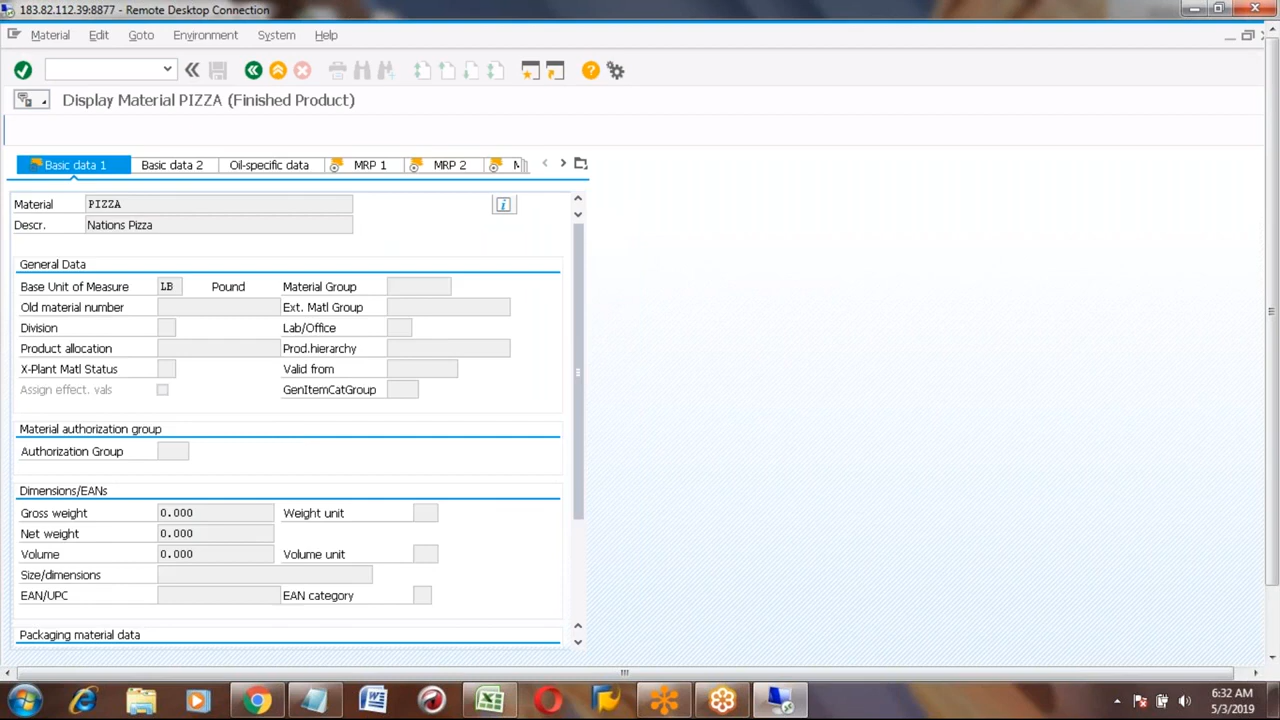 183.82.112.39:8877 - Remote Desktop Connection
Material Edit Goto Environment System Help
Display Material PIZZA (Finished Product)
Basic data 1 Basic data 2 Oil-specific data MRP 1 MRP 2
Material PIZZA
Descr. Nations Pizza
General Data
Base Unit of Measure LB Pound Material Group
Old material number Ext. Matl Group
Division Lab/Office
Product allocation Prod.hierarchy
X-Plant Matl Status Valid from
Assign effect. vals GenItemCatGroup
Material authorization group
Authorization Group
Dimensions/EANs
Gross weight 0.000 Weight unit
Net weight 0.000
Volume 0.000 Volume unit
Size/dimensions
EAN/UPC EAN category
Packaging material data
6:32 AM
5/3/2019